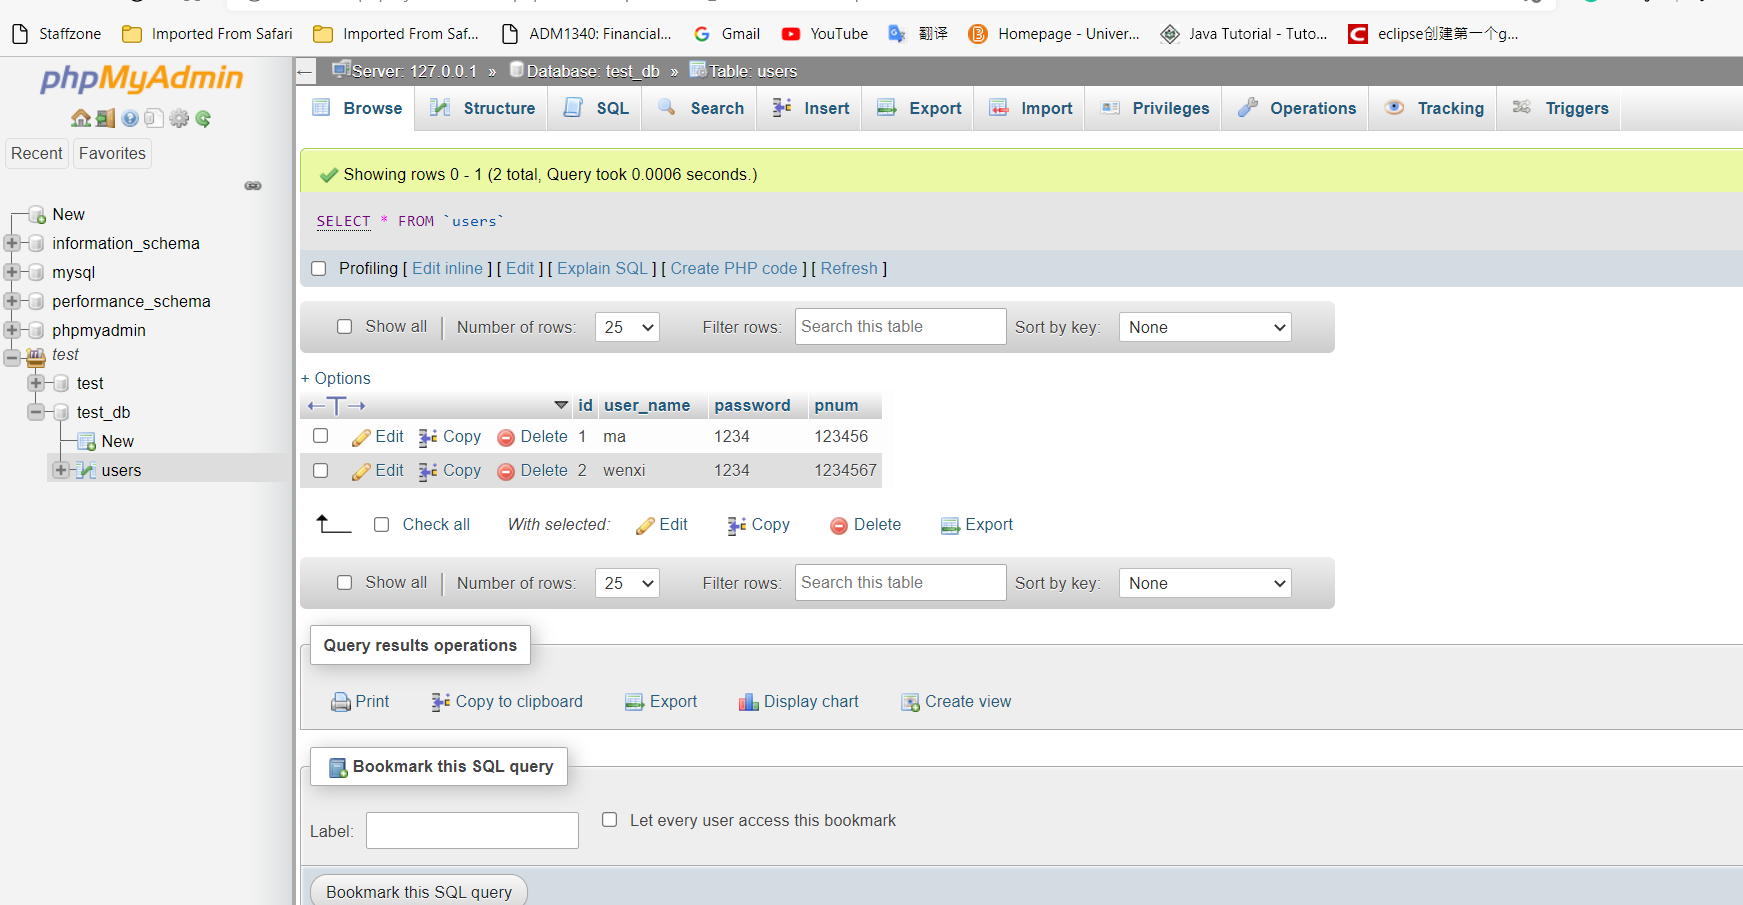 Staffzone Imported From Safari Imported From Saf... ADM1340: Financial... Gmail YouTube 翻译 Homepage - Univer... Java Tutorial - Tuto... eclipse创建第一个g...
phpMyAdmin
Recent Favorites
New
information_schema
mysql
performance_schema
phpmyadmin
test
test
test_db
New
users
Server: 127.0.0.1 » Database: test_db » Table: users
Browse Structure SQL Search Insert Export Import Privileges Operations Tracking Triggers
Showing rows 0 - 1 (2 total, Query took 0.0006 seconds.)
SELECT * FROM `users`
Profiling [ Edit inline ] [ Edit ] [ Explain SQL ] [ Create PHP code ] [ Refresh ]
Show all Number of rows: 25 Filter rows: Search this table Sort by key: None
+ Options
←T→ id user_name password pnum
Edit Copy Delete 1 ma 1234 123456
Edit Copy Delete 2 wenxi 1234 1234567
Check all With selected: Edit Copy Delete Export
Show all Number of rows: 25 Filter rows: Search this table Sort by key: None
Query results operations
Print Copy to clipboard Export Display chart Create view
Bookmark this SQL query
Label: Let every user access this bookmark
Bookmark this SQL query